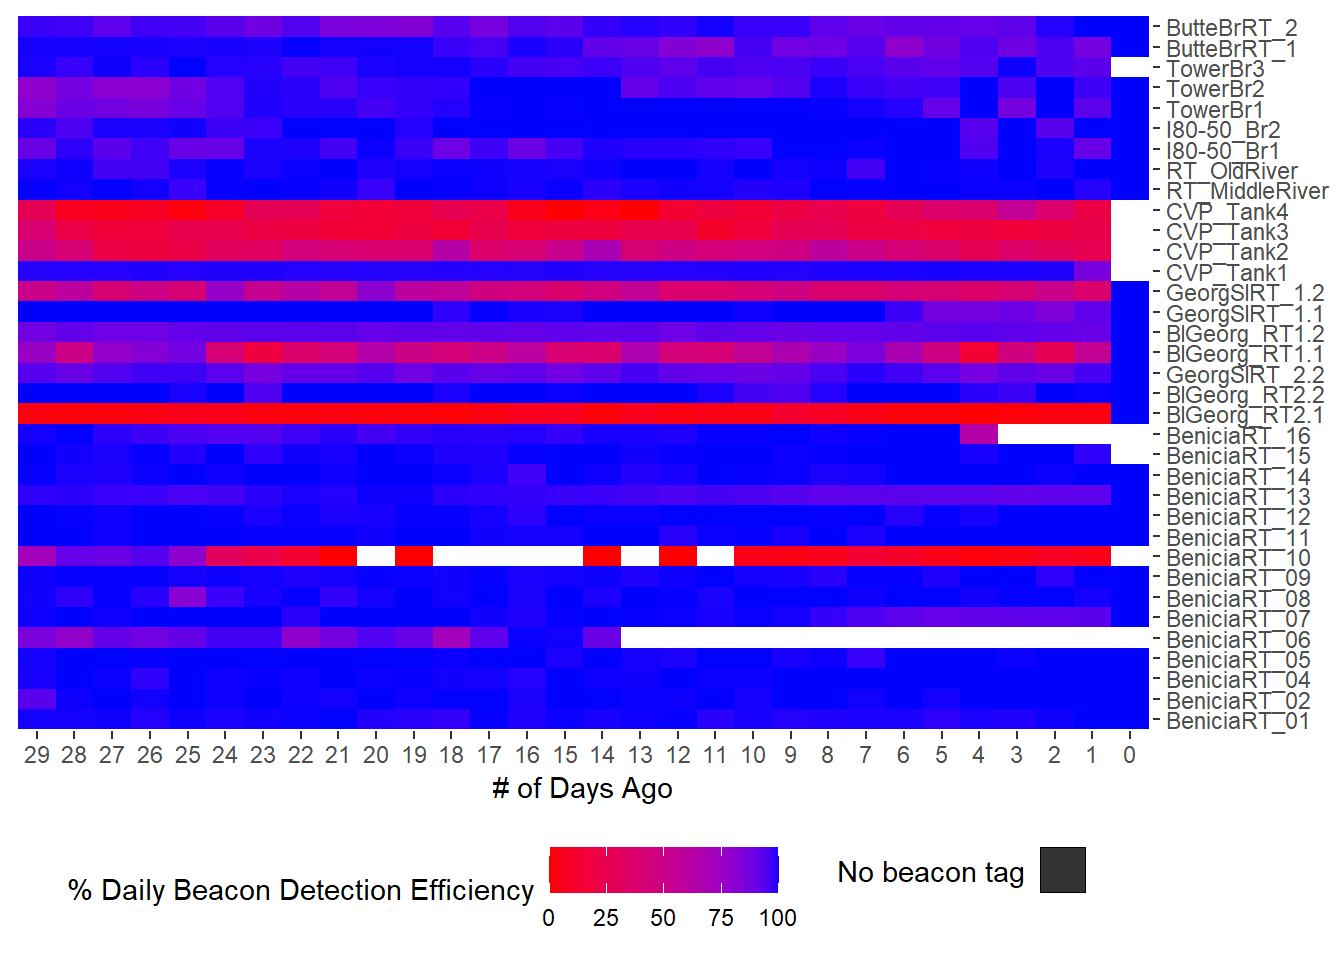 ButteBrRT_2
ButteBrRT_1
TowerBr3
TowerBr2
TowerBr1
I80-50_Br2
I80-50_Br1
RT_OldRiver
RT_MiddleRiver
CVP_Tank4
CVP_Tank3
CVP_Tank2
CVP_Tank1
GeorgSlRT_1.2
GeorgSlRT_1.1
BlGeorg_RT1.2
BlGeorg_RT1.1
GeorgSlRT_2.2
BlGeorg_RT2.2
BlGeorg_RT2.1
BeniciaRT_16
BeniciaRT_15
BeniciaRT_14
BeniciaRT_13
BeniciaRT_12
BeniciaRT_11
BeniciaRT_10
BeniciaRT_09
BeniciaRT_08
BeniciaRT_07
BeniciaRT_06
BeniciaRT_05
BeniciaRT_04
BeniciaRT_02
BeniciaRT_01
29 28 27 26 25 24 23 22 21 20 19 18 17 16 15 14 13 12 11 10 9 8 7 6 5 4 3 2 1 0
# of Days Ago
% Daily Beacon Detection Efficiency
0 25 50 75 100
No beacon tag